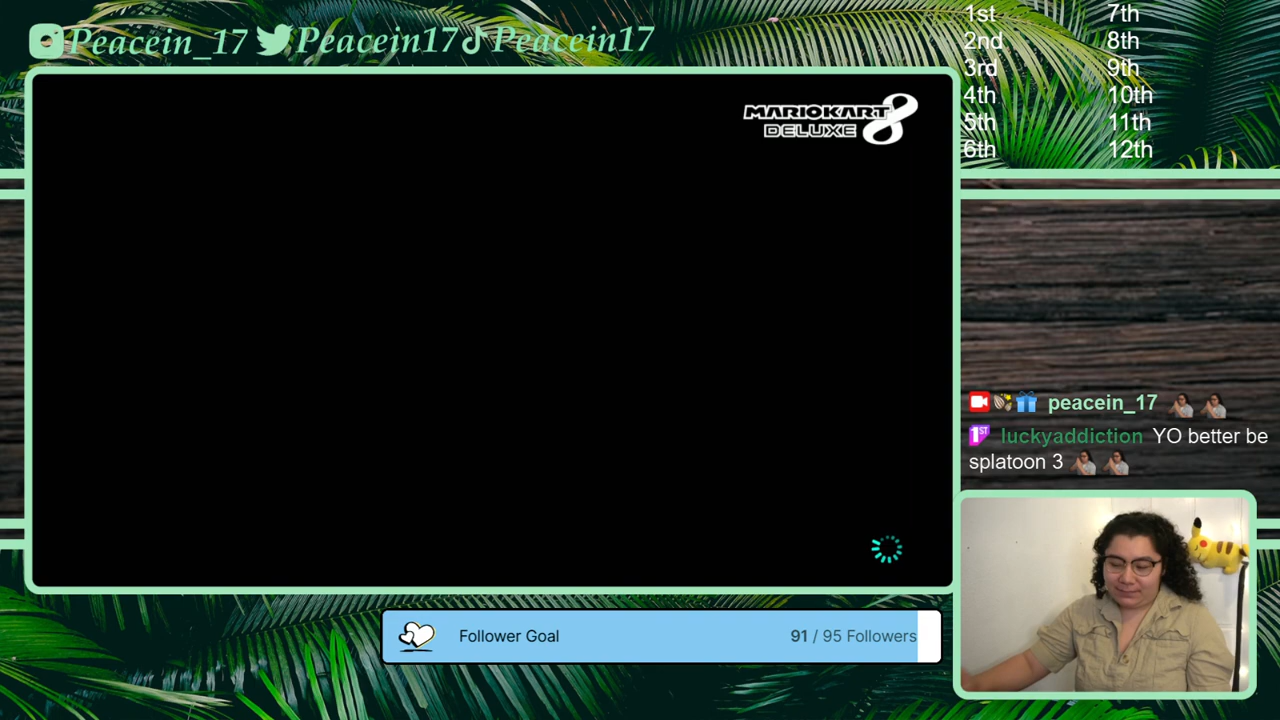 Peacein_17 Peacein17 Peacein17
MARIOKART 8
DELUXE
1st 7th
2nd 8th
3rd 9th
4th 10th
5th 11th
6th 12th
peacein_17
1ST luckyaddiction YO better be
splatoon 3
Follower Goal 91 / 95 Followers